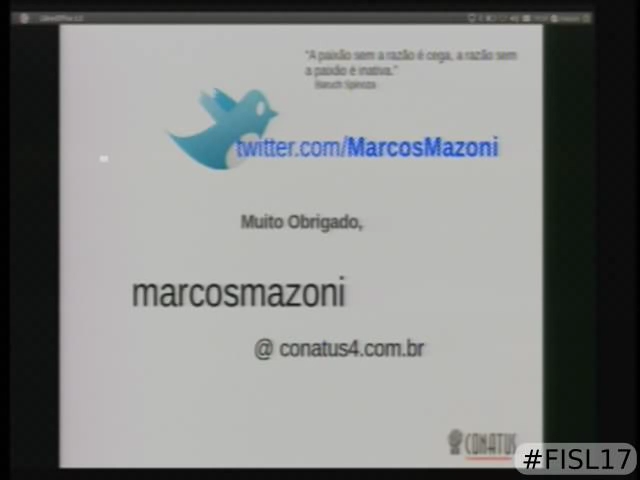 "A paixão sem a razão é cega, a razão sem
a paixão é inativa."
Baruch Spinoza
twitter.com/MarcosMazoni
Muito Obrigado,
marcosmazoni
@ conatus4.com.br
CONATUS
#FISL17